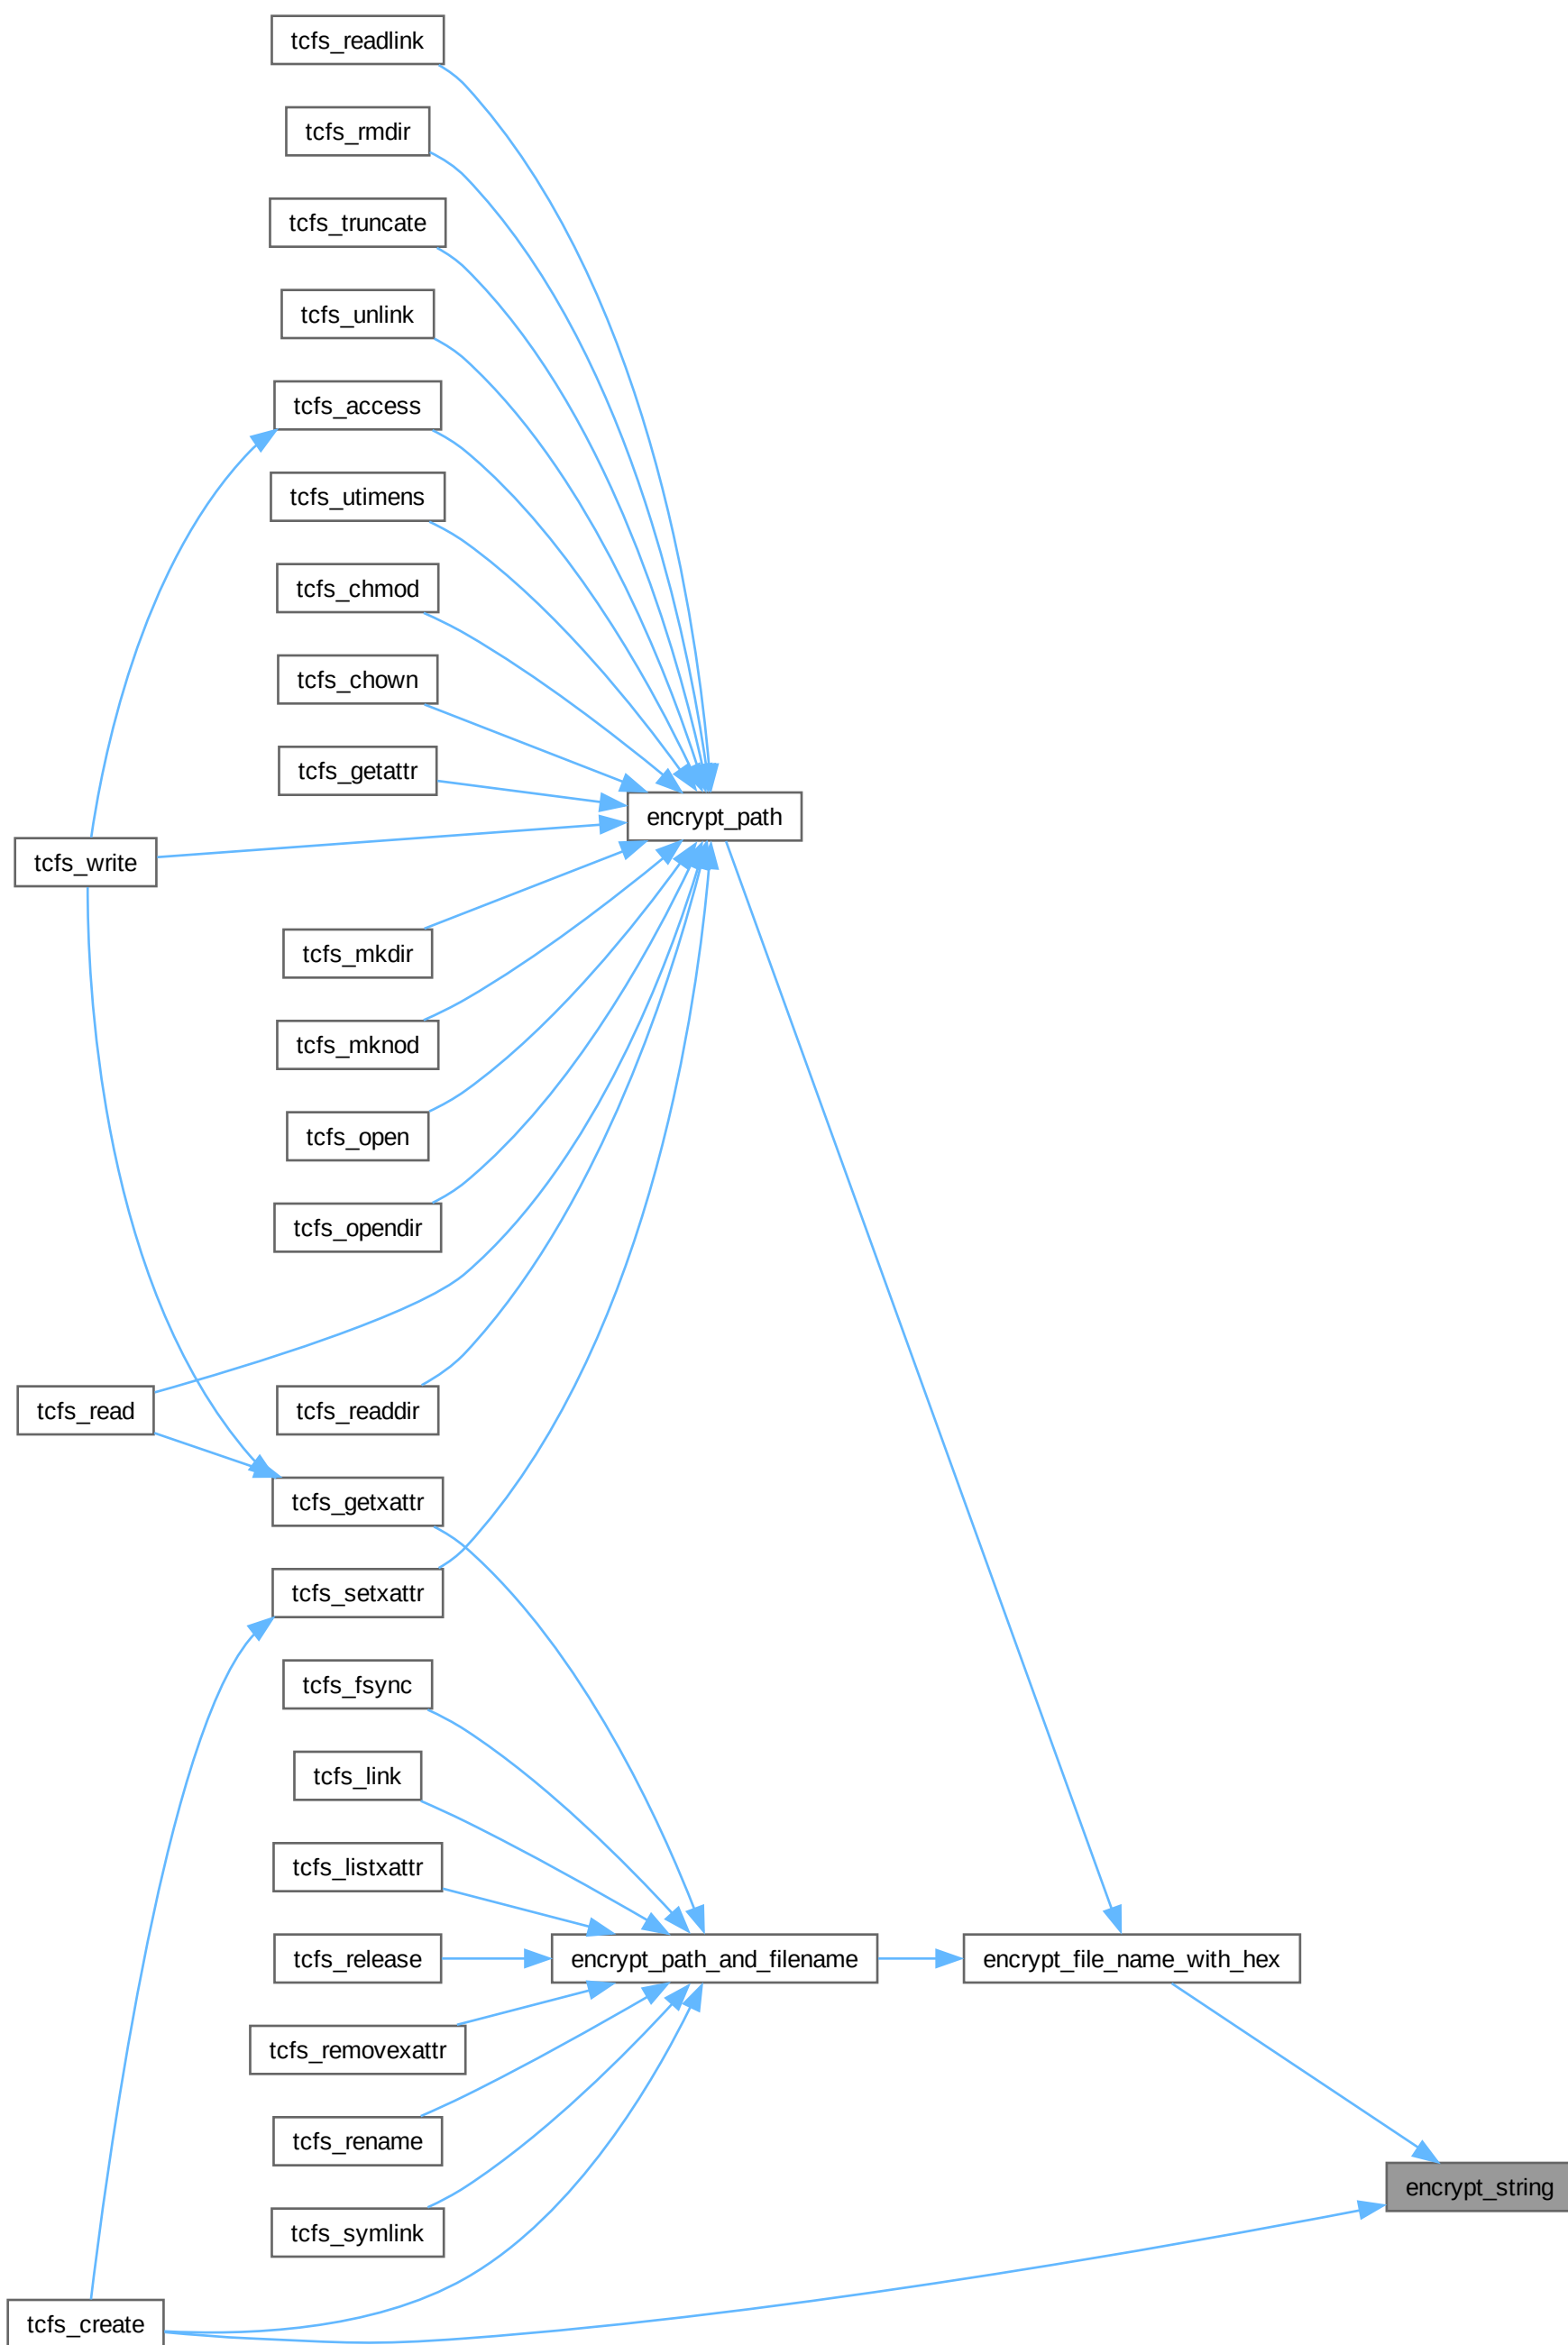 tcfs_readlink
tcfs_rmdir
tcfs_truncate
tcfs_unlink
tcfs_access
tcfs_utimens
tcfs_chmod
tcfs_chown
tcfs_getattr
encrypt_path
tcfs_write
tcfs_mkdir
tcfs_mknod
tcfs_open
tcfs_opendir
tcfs_read
tcfs_readdir
tcfs_getxattr
tcfs_setxattr
tcfs_fsync
tcfs_link
tcfs_listxattr
tcfs_release
encrypt_path_and_filename
encrypt_file_name_with_hex
tcfs_removexattr
tcfs_rename
encrypt_string
tcfs_symlink
tcfs_create